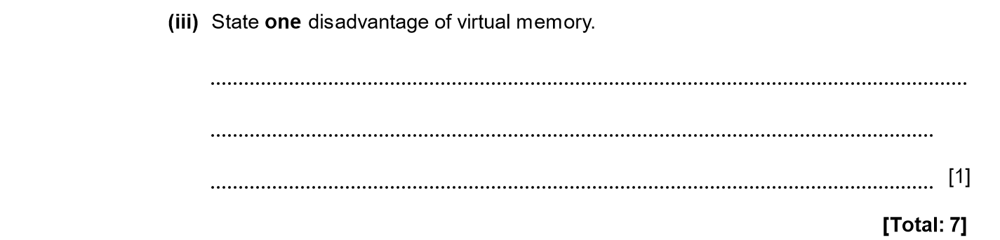 (iii) State one disadvantage of virtual memory.
................................................................................................................................................
..........................................................................................................................................
.......................................................................................................................................... [1]
[Total: 7]